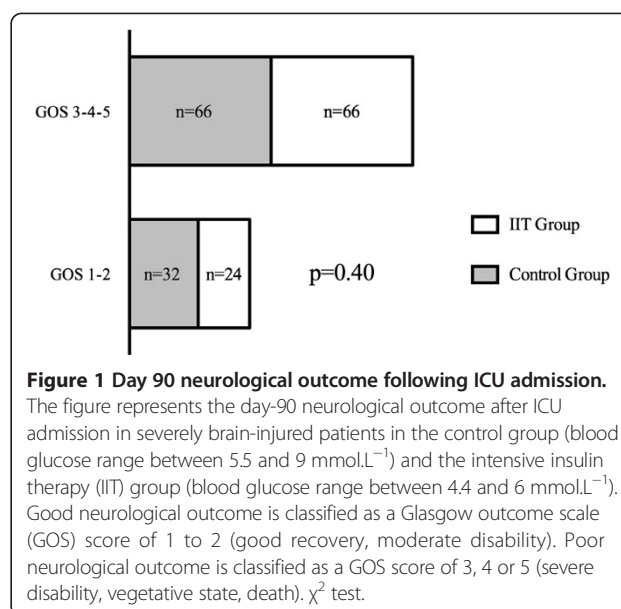 GOS 3-4-5
n=66
n=66
IIT Group
GOS 1-2
n=32
n=24
p=0.40
Control Group
Figure 1 Day 90 neurological outcome following ICU admission.
The figure represents the day-90 neurological outcome after ICU
admission in severely brain-injured patients in the control group (blood
glucose range between 5.5 and 9 mmol.L⁻¹) and the intensive insulin
therapy (IIT) group (blood glucose range between 4.4 and 6 mmol.L⁻¹).
Good neurological outcome is classified as a Glasgow outcome scale
(GOS) score of 1 to 2 (good recovery, moderate disability). Poor
neurological outcome is classified as a GOS score of 3, 4 or 5 (severe
disability, vegetative state, death). χ² test.